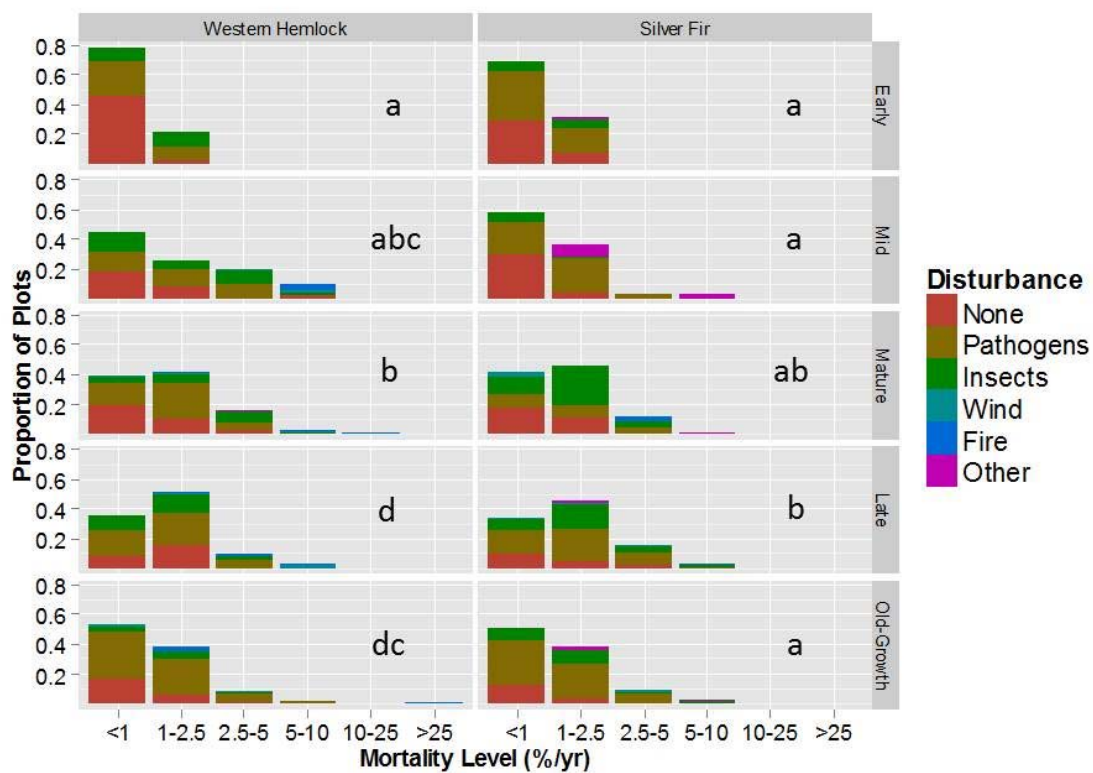 Western Hemlock
Silver Fir
0.8
0.6
0.4
0.2
a
a
Early
0.8
0.6
0.4
0.2
abc
a
Mid
0.8
0.6
0.4
0.2
b
ab
Mature
0.8
0.6
0.4
0.2
d
b
Late
0.8
0.6
0.4
0.2
dc
a
Old-Growth
Proportion of Plots
<1 1-2.5 2.5-5 5-10 10-25 >25
<1 1-2.5 2.5-5 5-10 10-25 >25
Mortality Level (%/yr)
Disturbance
None
Pathogens
Insects
Wind
Fire
Other